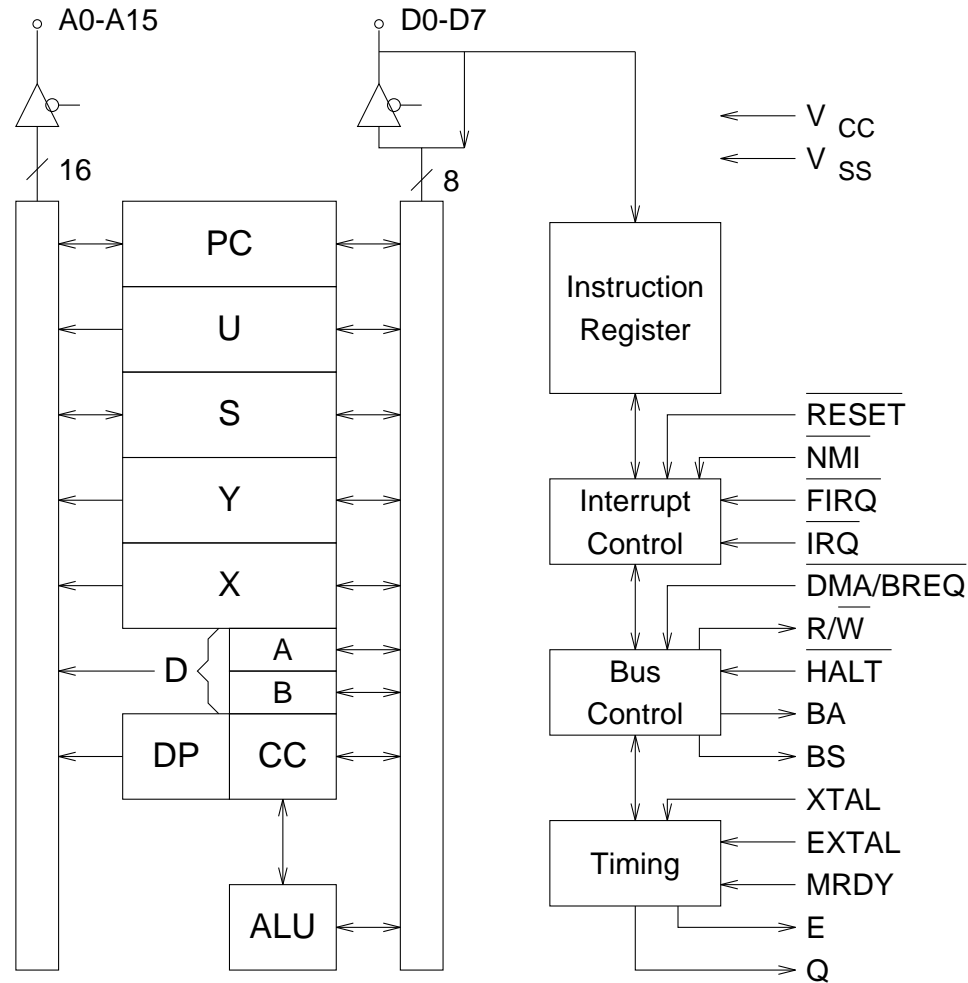 A0-A15
D0-D7
16
8
V CC
V SS
PC
U
S
Y
X
D
A
B
DP
CC
ALU
Instruction
Register
Interrupt
Control
Bus
Control
Timing
RESET
NMI
FIRQ
IRQ
DMA/BREQ
R/W
HALT
BA
BS
XTAL
EXTAL
MRDY
E
Q